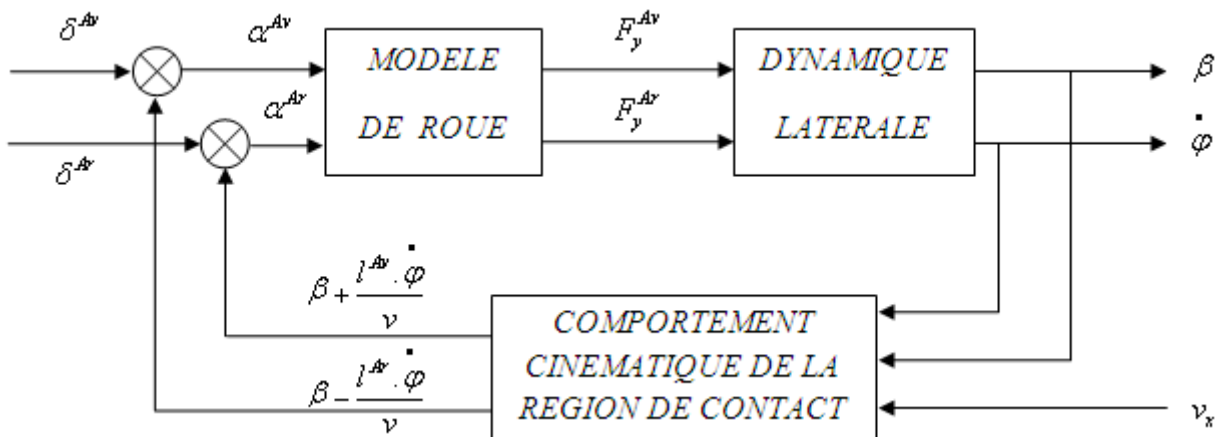 δ^Av
α^Av
MODELE
DE ROUE
F_y^Av
DYNAMIQUE
LATERALE
β
α^Ar
F_y^Ar
φ̇
δ^Ar
β + l^Av . φ̇ / v
β − l^Ar . φ̇ / v
COMPORTEMENT
CINEMATIQUE DE LA
REGION DE CONTACT
v_x